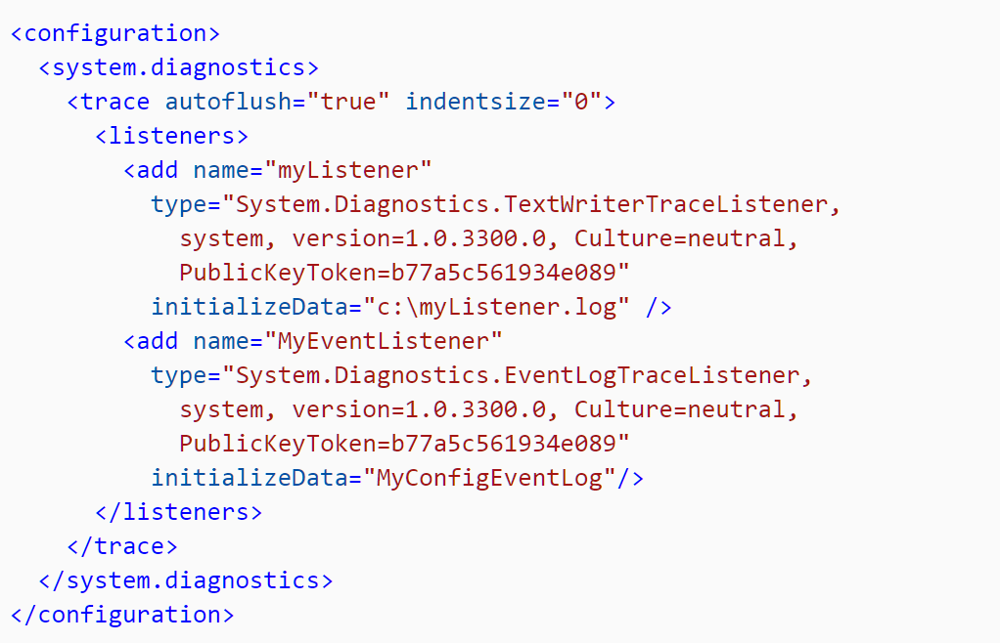 <configuration>
  <system.diagnostics>
    <trace autoflush="true" indentsize="0">
      <listeners>
        <add name="myListener"
          type="System.Diagnostics.TextWriterTraceListener,
            system, version=1.0.3300.0, Culture=neutral,
            PublicKeyToken=b77a5c561934e089"
          initializeData="c:\myListener.log" />
        <add name="MyEventListener"
          type="System.Diagnostics.EventLogTraceListener,
            system, version=1.0.3300.0, Culture=neutral,
            PublicKeyToken=b77a5c561934e089"
          initializeData="MyConfigEventLog"/>
      </listeners>
    </trace>
  </system.diagnostics>
</configuration>